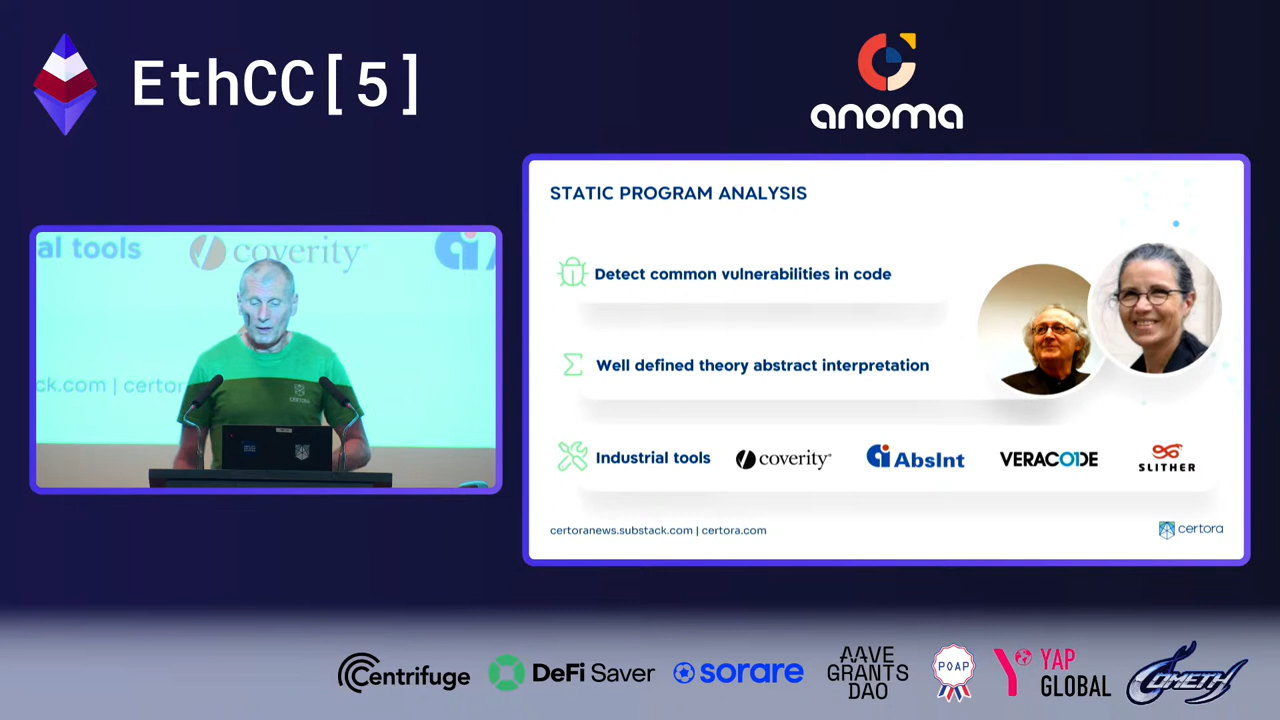 EthCC[5]
anoma
STATIC PROGRAM ANALYSIS
Detect common vulnerabilities in code
Well defined theory abstract interpretation
Industrial tools
coverity®
AbsInt
VERACODE
SLITHER
certoranews.substack.com | certora.com
certora
al tools
coverity®
ck.com | certor
certora
Centrifuge
DeFi Saver
sorare
AAVE
GRANTS
DAO
POAP
YAP
GLOBAL
COMETH